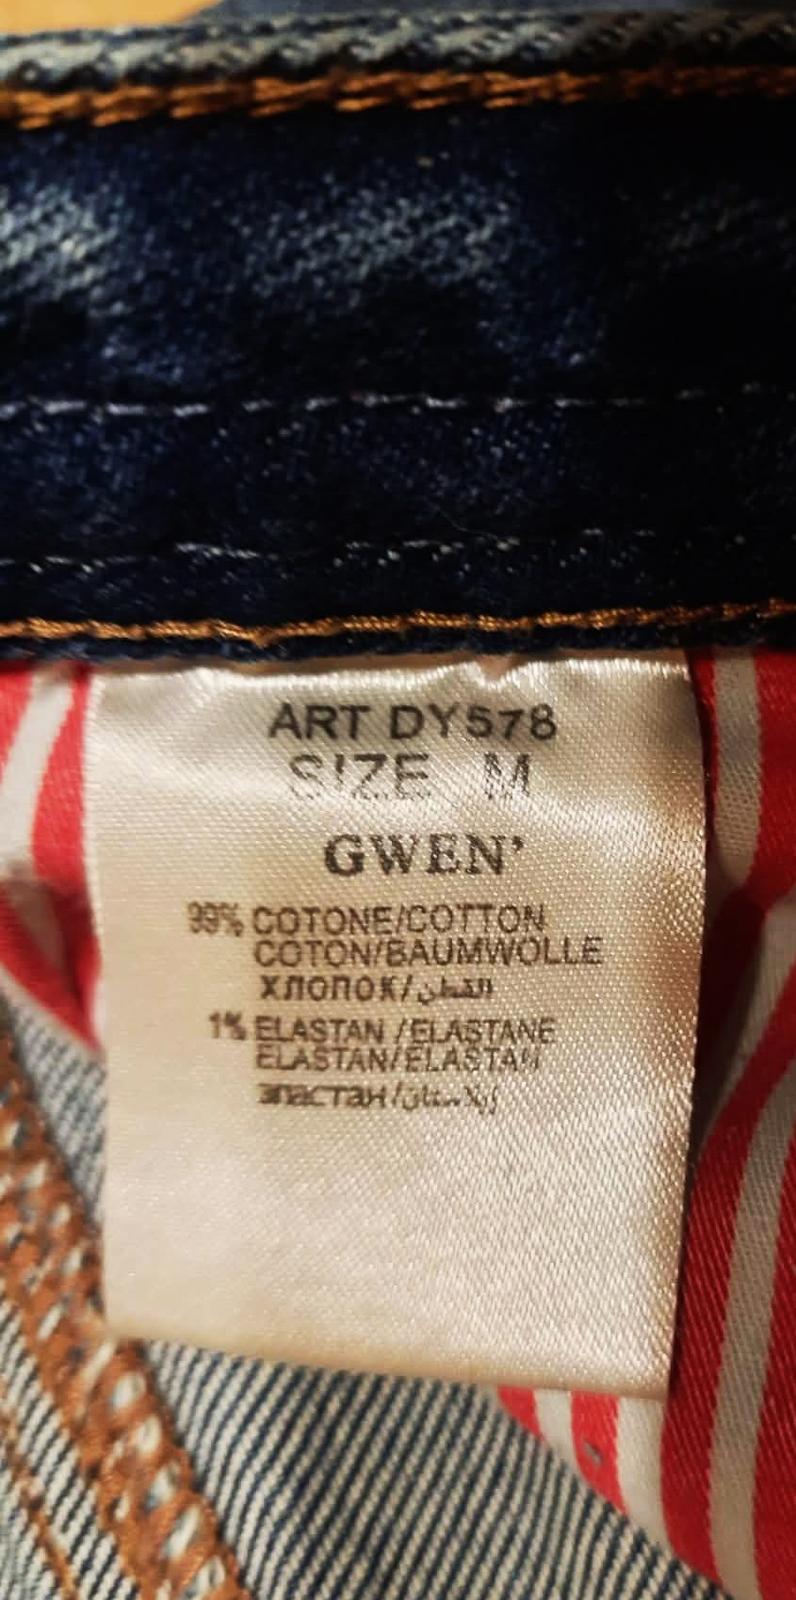 ART DY578
SIZE M
GWEN'
99% COTONE/COTTON
COTON/BAUMWOLLE
ХЛОПОК/القطن
1% ELASTAN /ELASTANE
ELASTAN/ELASTAN
эластан/إيلاستان